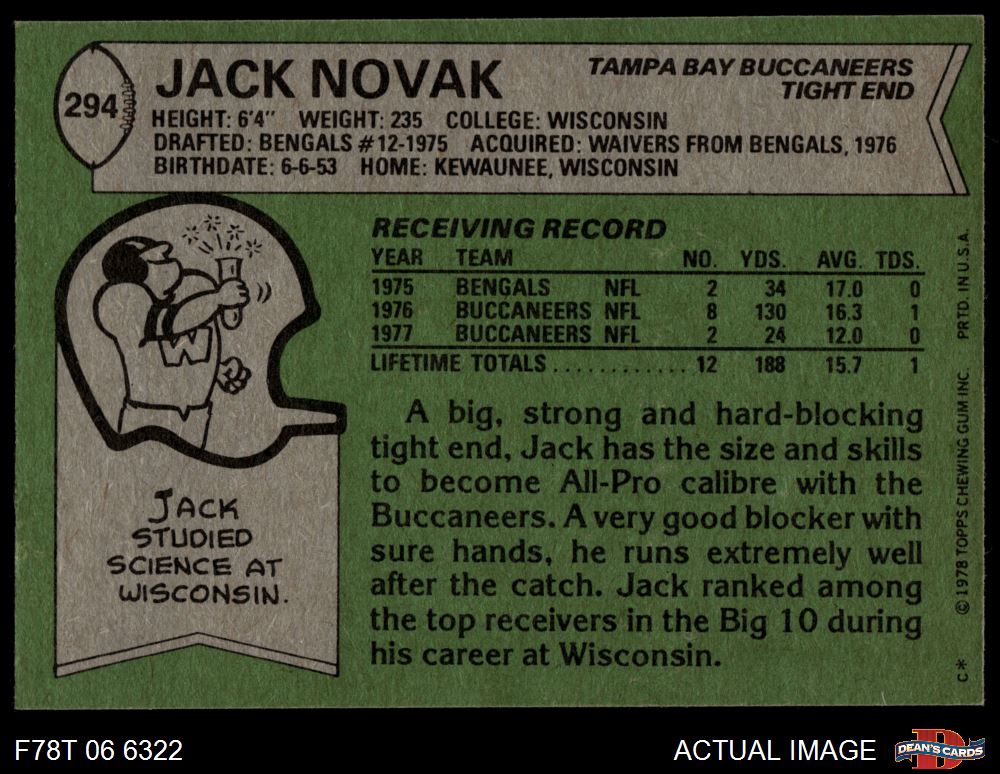 294
JACK NOVAK
TAMPA BAY BUCCANEERS
TIGHT END
HEIGHT: 6'4" WEIGHT: 235 COLLEGE: WISCONSIN
DRAFTED: BENGALS #12-1975 ACQUIRED: WAIVERS FROM BENGALS, 1976
BIRTHDATE: 6-6-53 HOME: KEWAUNEE, WISCONSIN
W
JACK
STUDIED
SCIENCE AT
WISCONSIN.
RECEIVING RECORD
YEAR TEAM NO. YDS. AVG. TDS.
1975 BENGALS NFL 2 34 17.0 0
1976 BUCCANEERS NFL 8 130 16.3 1
1977 BUCCANEERS NFL 2 24 12.0 0
LIFETIME TOTALS............ 12 188 15.7 1
A big, strong and hard-blocking
tight end, Jack has the size and skills
to become All-Pro calibre with the
Buccaneers. A very good blocker with
sure hands, he runs extremely well
after the catch. Jack ranked among
the top receivers in the Big 10 during
his career at Wisconsin.
C* © 1978 TOPPS CHEWING GUM INC. PRTD. IN U.S.A.
F78T 06 6322
ACTUAL IMAGE
D
DEAN'S CARDS